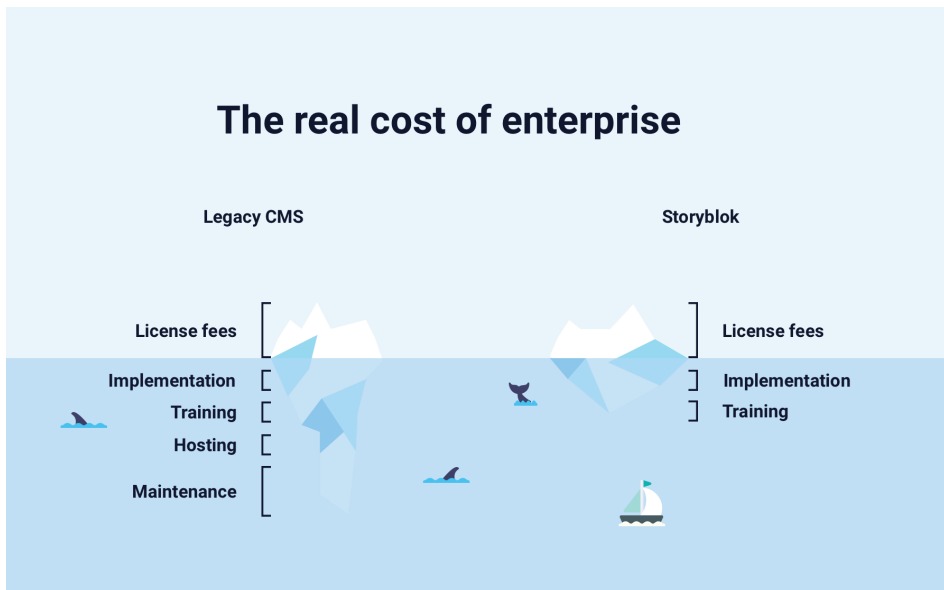 The real cost of enterprise
Legacy CMS
Storyblok
License fees
Implementation
Training
Hosting
Maintenance
License fees
Implementation
Training